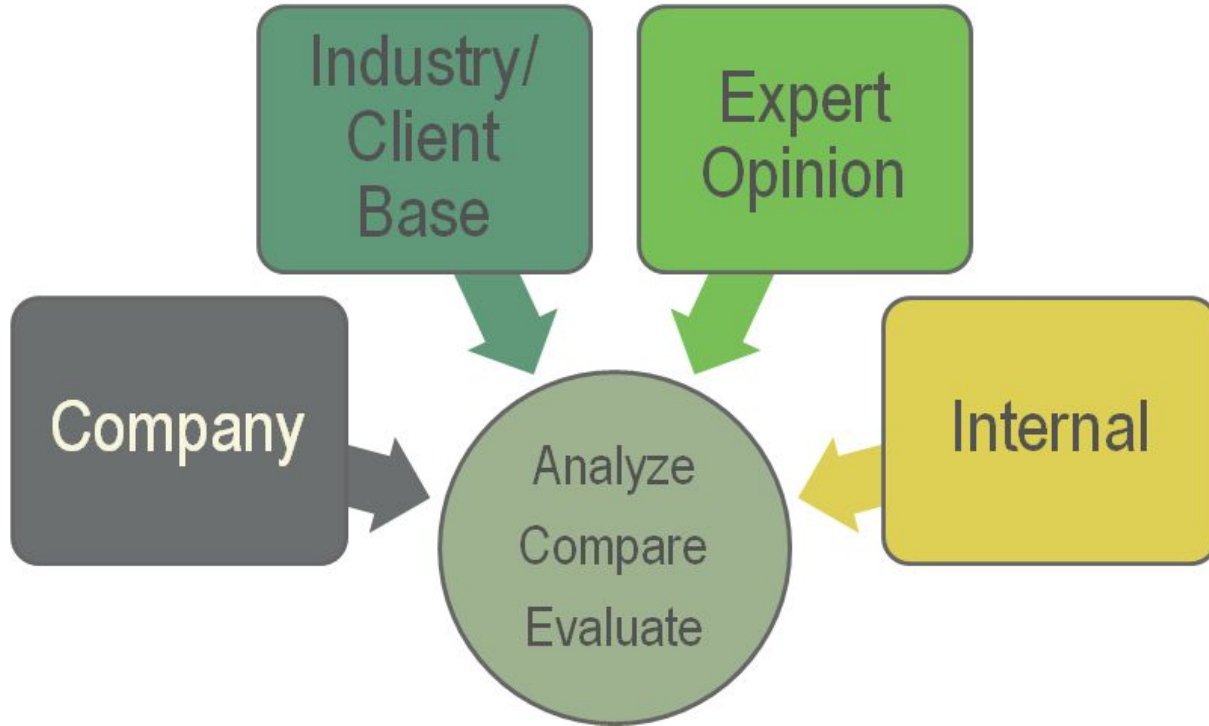 Industry/
Client
Base
Expert
Opinion
Company
Internal
Analyze
Compare
Evaluate